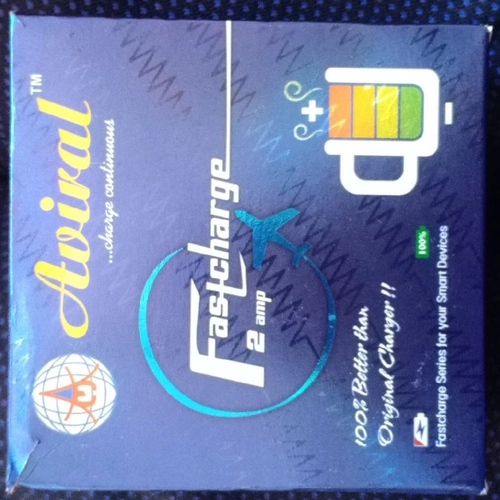 Aviral™
...charge continuous
Fastcharge
2 amp
100% Better than
Original Charger !!
100%
Fastcharge Series for your Smart Devices